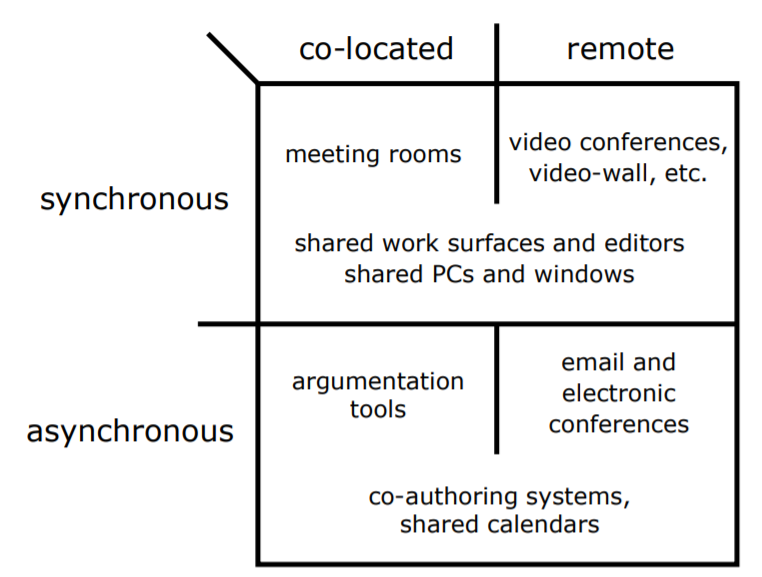 co-located
remote
synchronous
meeting rooms
video conferences,
video-wall, etc.
shared work surfaces and editors
shared PCs and windows
asynchronous
argumentation
tools
email and
electronic
conferences
co-authoring systems,
shared calendars